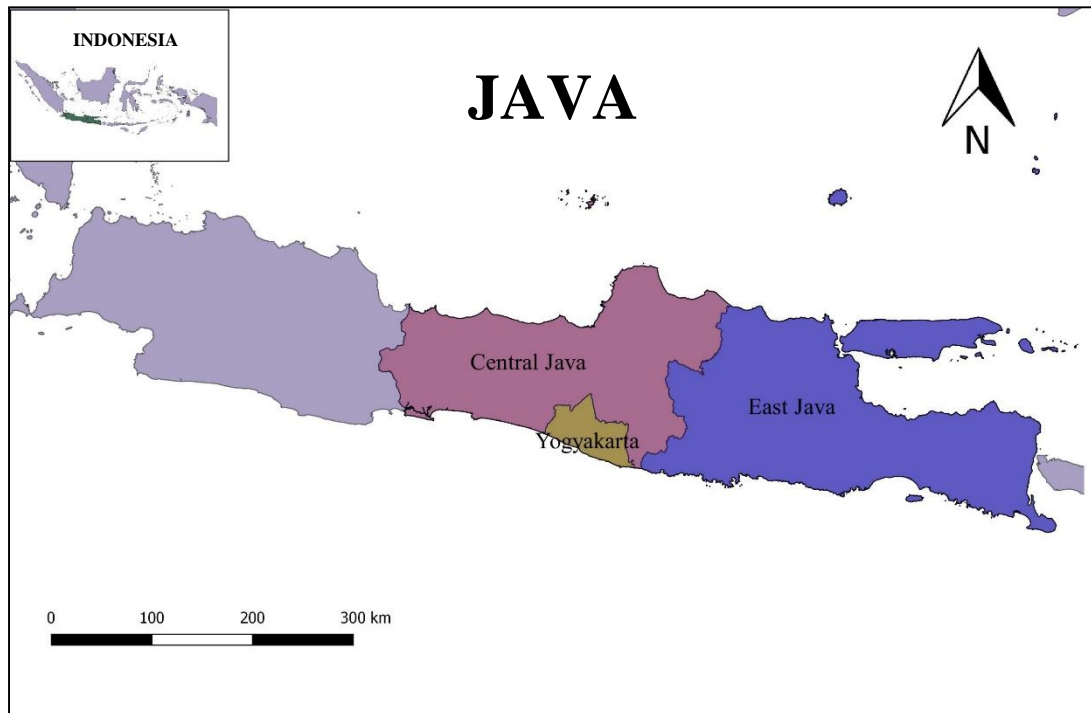 INDONESIA
JAVA
N
Central Java
East Java
Yogyakarta
0 100 200 300 km